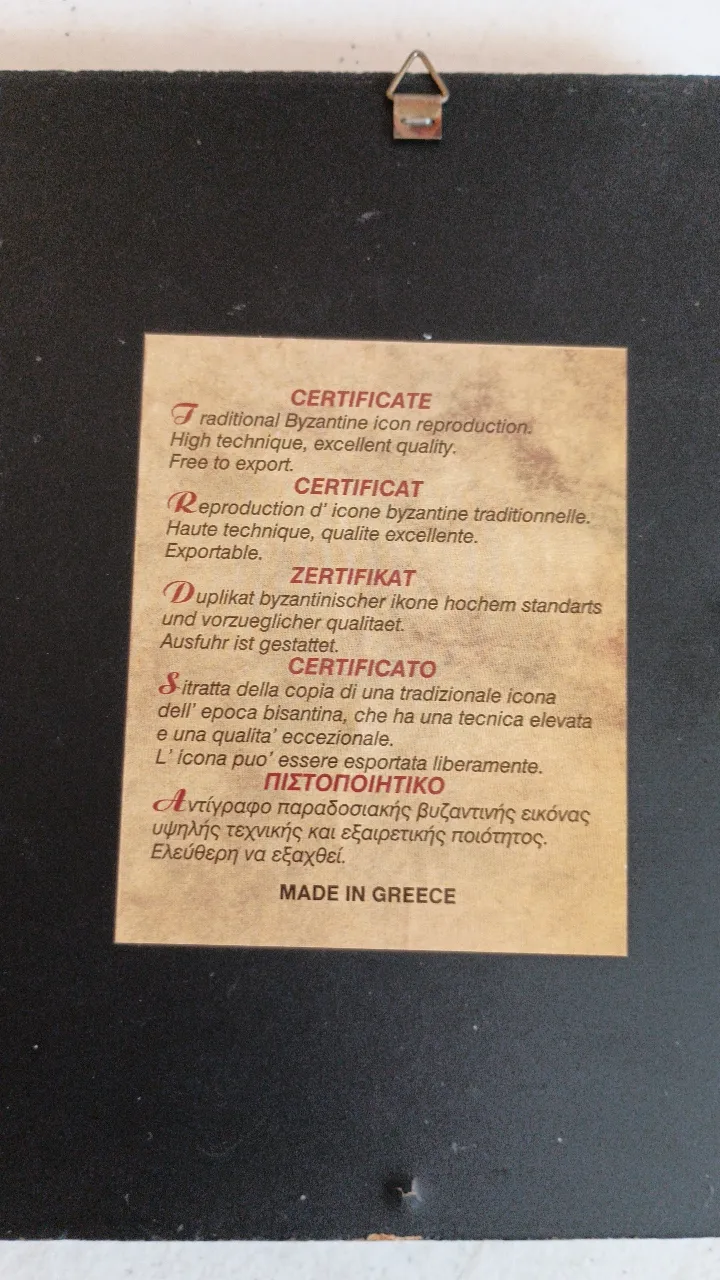 CERTIFICATE
Traditional Byzantine icon reproduction.
High technique, excellent quality.
Free to export.
CERTIFICAT
Reproduction d' icone byzantine traditionnelle.
Haute technique, qualite excellente.
Exportable.
ZERTIFIKAT
Duplikat byzantinischer ikone hochem standarts
und vorzueglicher qualitaet.
Ausfuhr ist gestattet.
CERTIFICATO
Sitratta della copia di una tradizionale icona
dell' epoca bisantina, che ha una tecnica elevata
e una qualita' eccezionale.
L' icona puo' essere esportata liberamente.
ΠΙΣΤΟΠΟΙΗΤΙΚΟ
Αντίγραφο παραδοσιακής βυζαντινής εικόνας
υψηλής τεχνικής και εξαιρετικής ποιότητος.
Ελεύθερη να εξαχθεί.
MADE IN GREECE